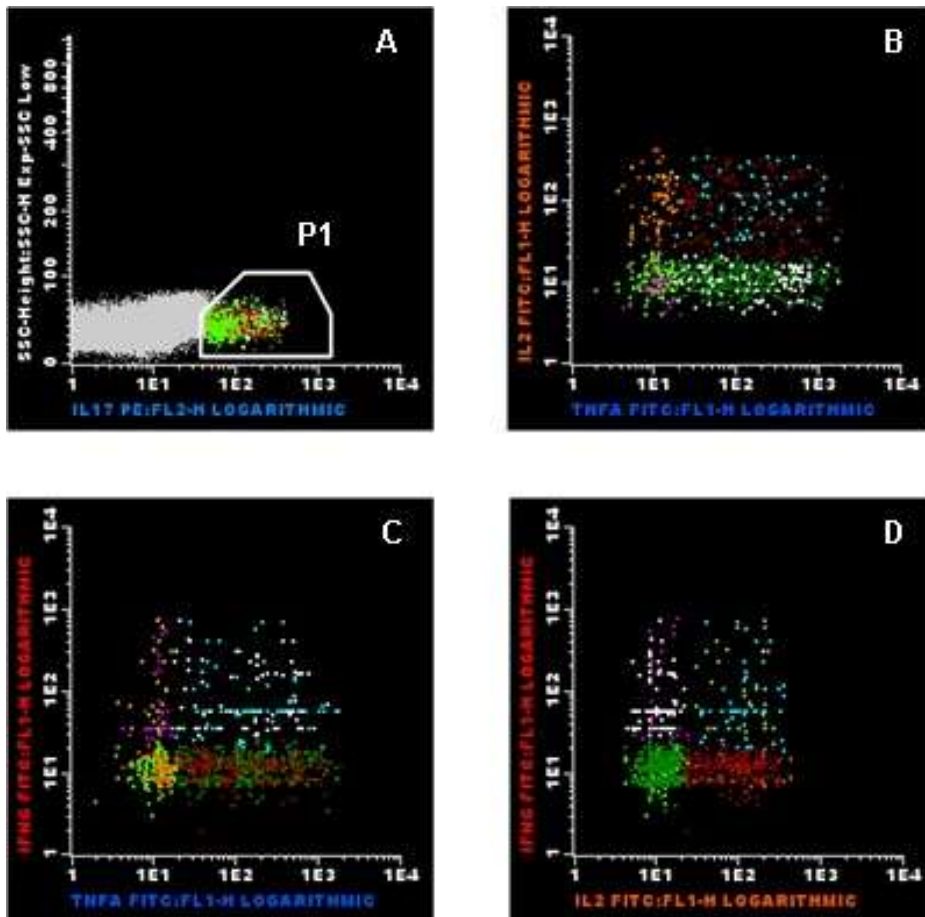 A
SSC-Height:SSC-H Exp-SSC Low
800
400
200
100
0
P1
1 1E1 1E2 1E3 1E4
IL17 PE:FL2-H LOGARITHMIC
B
IL2 FITC:FL1-H LOGARITHMIC
1E4
1E3
1E2
1E1
1
1 1E1 1E2 1E3 1E4
TNFA FITC:FL1-H LOGARITHMIC
C
IFNG FITC:FL1-H LOGARITHMIC
1E4
1E3
1E2
1E1
1
1 1E1 1E2 1E3 1E4
TNFA FITC:FL1-H LOGARITHMIC
D
IFNG FITC:FL1-H LOGARITHMIC
1E4
1E3
1E2
1E1
1
1 1E1 1E2 1E3 1E4
IL2 FITC:FL1-H LOGARITHMIC